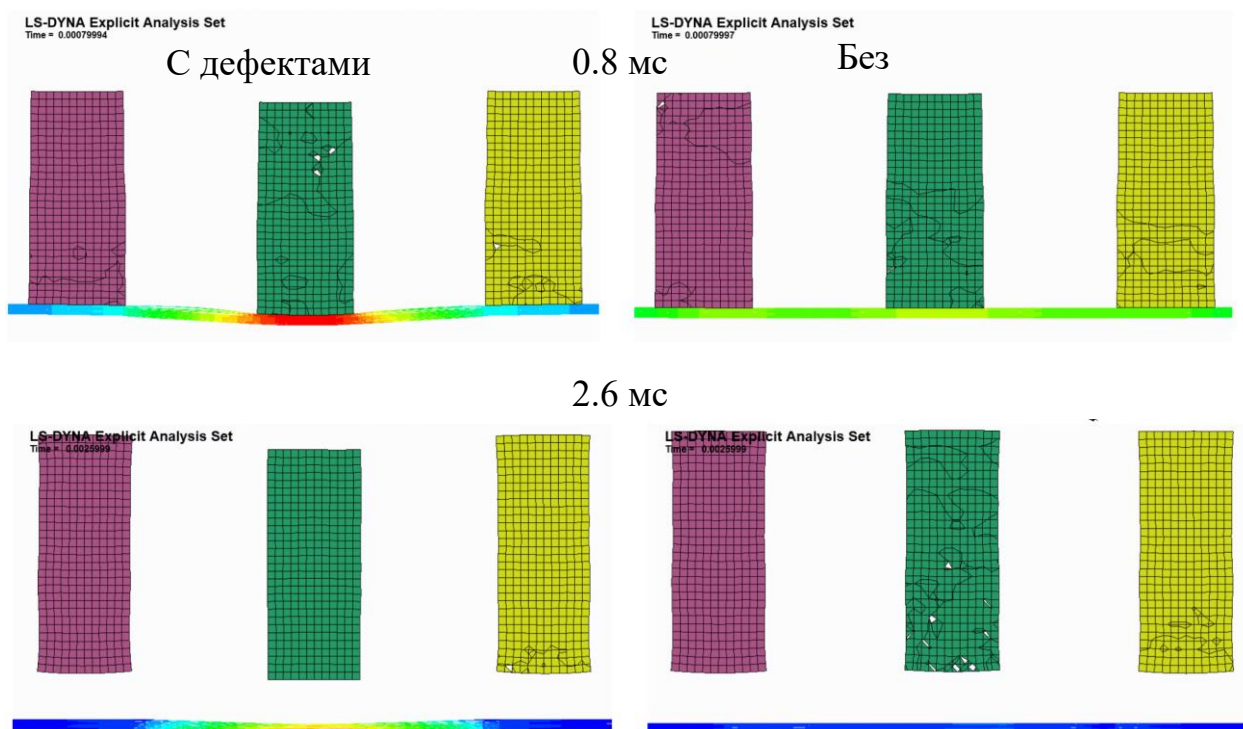 LS-DYNA Explicit Analysis Set
Time = 0.00079994
LS-DYNA Explicit Analysis Set
Time = 0.00079997
С дефектами
0.8 мс
Без
2.6 мс
LS-DYNA Explicit Analysis Set
Time = 0.0025999
LS-DYNA Explicit Analysis Set
Time = 0.0025999